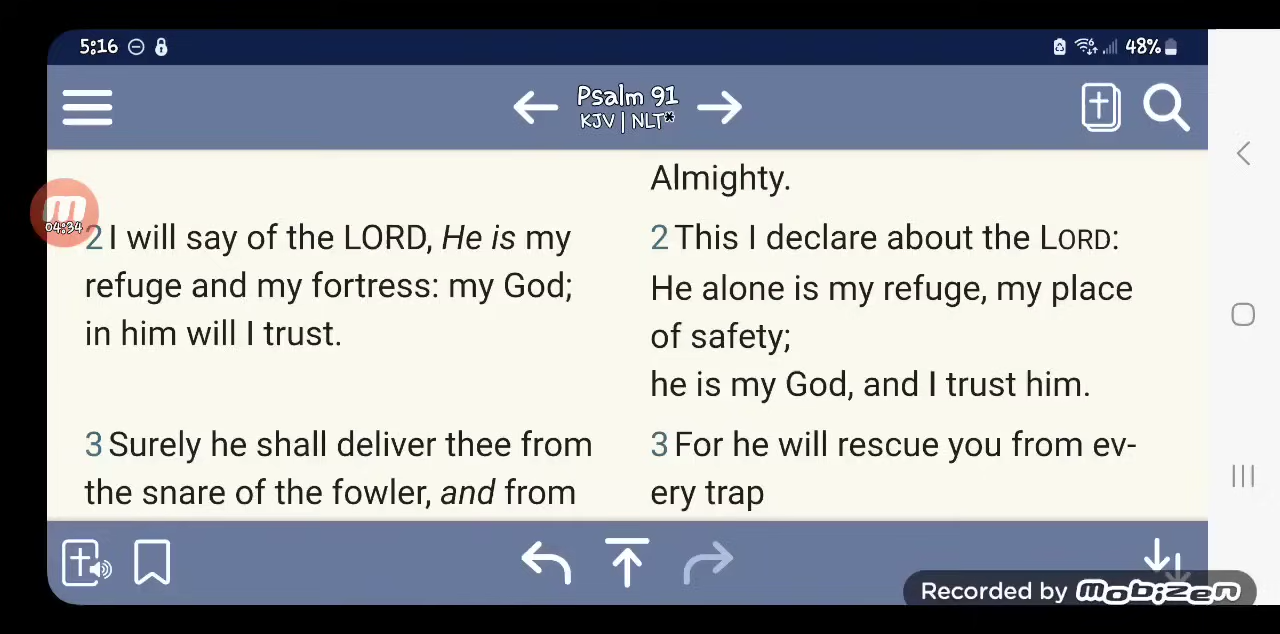 5:16
48%
Psalm 91
KJV | NLT*
04:34
Almighty.
2 I will say of the LORD, He is my
refuge and my fortress: my God;
in him will I trust.
3 Surely he shall deliver thee from
the snare of the fowler, and from
2 This I declare about the LORD:
He alone is my refuge, my place
of safety;
he is my God, and I trust him.
3 For he will rescue you from ev-
ery trap
Recorded by Mobizen